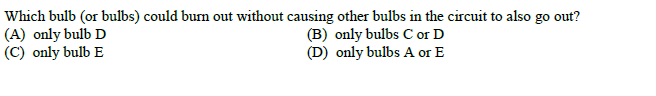 Which bulb (or bulbs) could burn out without causing other bulbs in the circuit to also go out?
(A) only bulb D (B) only bulbs C or D
(C) only bulb E (D) only bulbs A or E